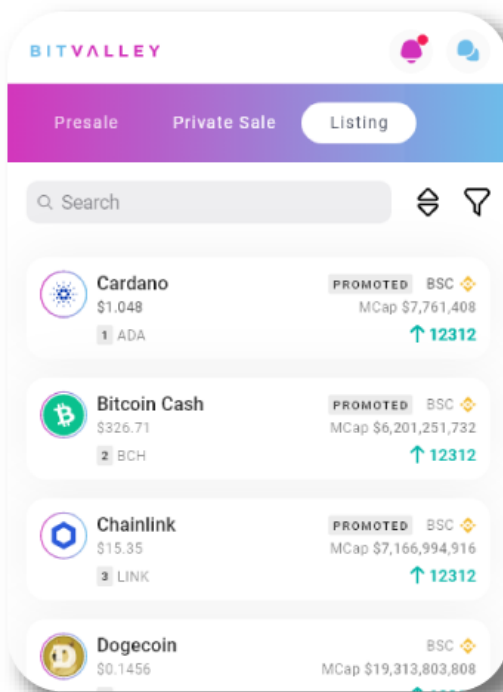 BITVALLEY
Presale Private Sale Listing
Search
Cardano PROMOTED BSC
$1.048 MCap $7,761,408
1 ADA 12312
Bitcoin Cash PROMOTED BSC
$326.71 MCap $6,201,251,732
2 BCH 12312
Chainlink PROMOTED BSC
$15.35 MCap $7,166,994,916
3 LINK 12312
Dogecoin BSC
$0.1456 MCap $19,313,803,808